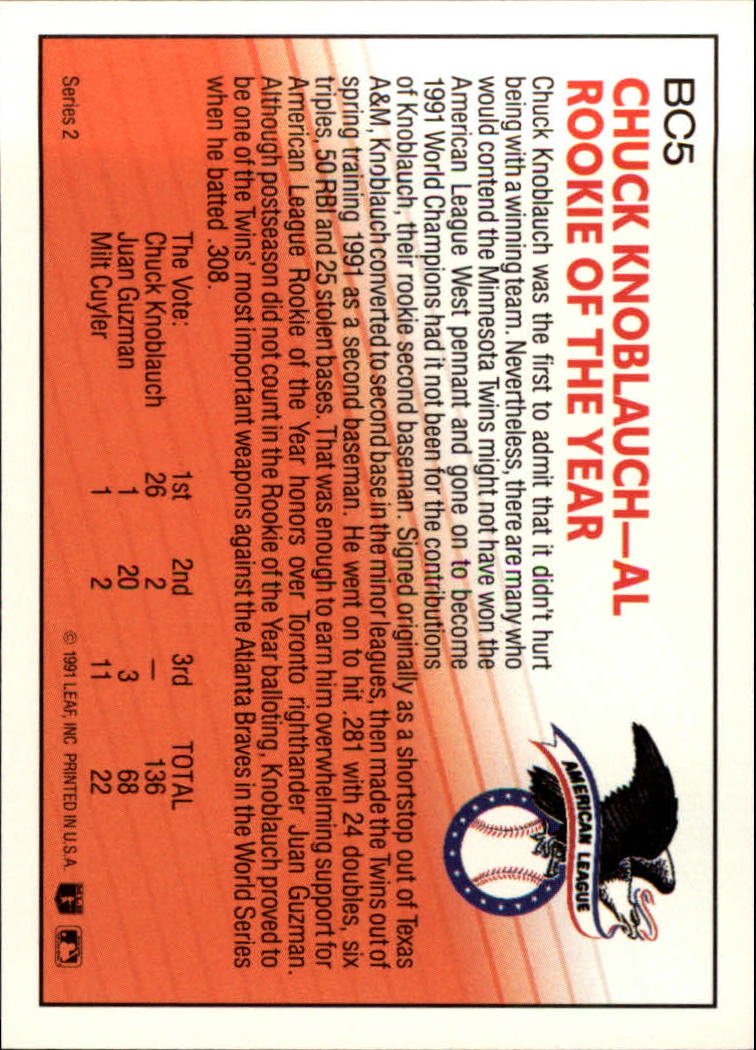 BC5
CHUCK KNOBLAUCH—AL
ROOKIE OF THE YEAR
Chuck Knoblauch was the first to admit that it didn't hurt
being with a winning team. Nevertheless, there are many who
would contend the Minnesota Twins might not have won the
American League West pennant and gone on to become
1991 World Champions had it not been for the contributions
of Knoblauch, their rookie second baseman. Signed originally as a shortstop out of Texas
A&M, Knoblauch converted to second base in the minor leagues, then made the Twins out of
spring training 1991 as a second baseman. He went on to hit .281 with 24 doubles, six
triples, 50 RBI and 25 stolen bases. That was enough to earn him overwhelming support for
American League Rookie of the Year honors over Toronto righthander Juan Guzman.
Although postseason did not count in the Rookie of the Year balloting, Knoblauch proved to
be one of the Twins' most important weapons against the Atlanta Braves in the World Series
when he batted .308.
AMERICAN LEAGUE
The Vote: 1st 2nd 3rd TOTAL
Chuck Knoblauch 26 2 — 136
Juan Guzman 1 20 3 68
Milt Cuyler 1 2 11 22
Series 2
© 1991 LEAF, INC. PRINTED IN U.S.A.